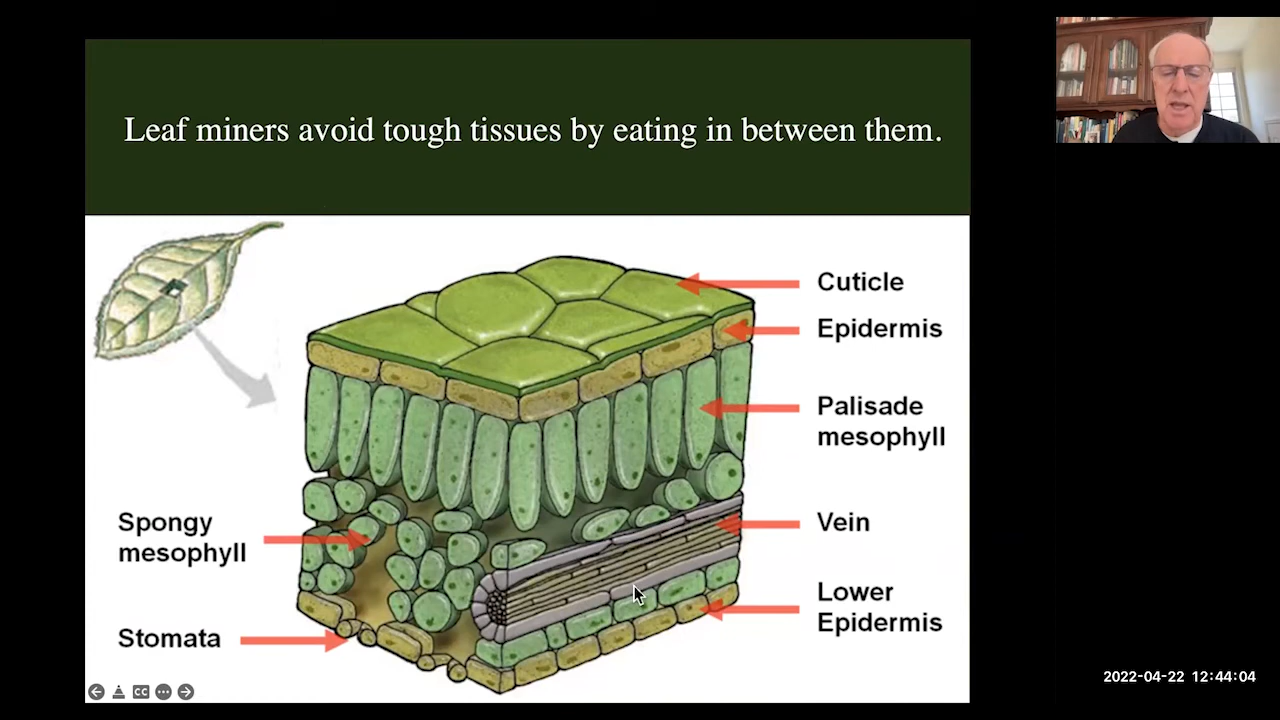 Leaf miners avoid tough tissues by eating in between them.
Cuticle
Epidermis
Palisade
mesophyll
Spongy
mesophyll
Vein
Lower
Epidermis
Stomata
CC
2022-04-22 12:44:04